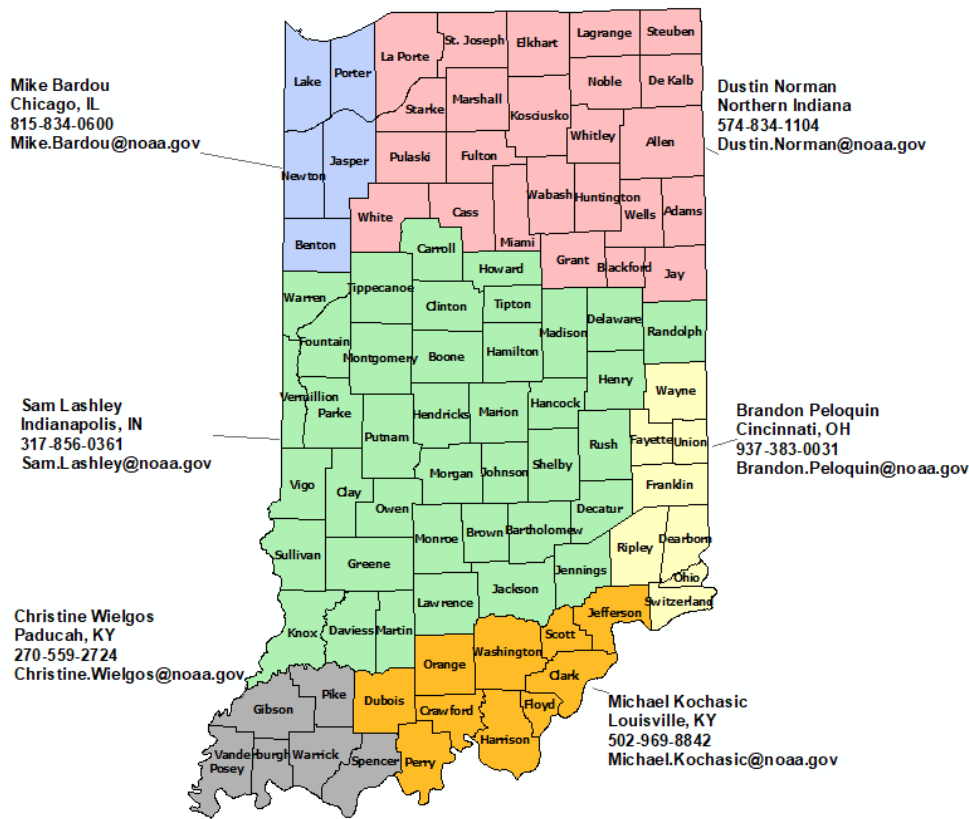 St. Joseph
Elkhart
Lagrange
Steuben
La Porte
Lake
Porter
Noble
De Kalb
Mike Bardou
Chicago, IL
815-834-0600
Mike.Bardou@noaa.gov
Dustin Norman
Northern Indiana
574-834-1104
Dustin.Norman@noaa.gov
Starke
Marshall
Kosciusko
Whitley
Allen
Newton
Jasper
Pulaski
Fulton
Wabash
Huntington
Wells
Adams
White
Cass
Miami
Benton
Carroll
Grant
Blackford
Jay
Howard
Warren
Tippecanoe
Clinton
Tipton
Madison
Delaware
Randolph
Fountain
Montgomery
Boone
Hamilton
Henry
Wayne
Vermillion
Parke
Hendricks
Marion
Hancock
Sam Lashley
Indianapolis, IN
317-856-0361
Sam.Lashley@noaa.gov
Brandon Peloquin
Cincinnati, OH
937-383-0031
Brandon.Peloquin@noaa.gov
Putnam
Rush
Fayette
Union
Morgan
Johnson
Shelby
Vigo
Clay
Franklin
Owen
Decatur
Monroe
Brown
Bartholomew
Ripley
Dearborn
Sullivan
Greene
Jennings
Ohio
Jackson
Lawrence
Switzerland
Jefferson
Christine Wielgos
Paducah, KY
270-559-2724
Christine.Wielgos@noaa.gov
Knox
Daviess
Martin
Scott
Washington
Orange
Clark
Pike
Dubois
Gibson
Crawford
Floyd
Harrison
Michael Kochasic
Louisville, KY
502-969-8842
Michael.Kochasic@noaa.gov
Vande
rburgh
Warrick
Posey
Spencer
Perry